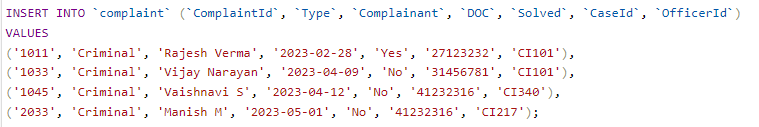 INSERT INTO `complaint` (`ComplaintId`, `Type`, `Complainant`, `DOC`, `Solved`, `CaseId`, `OfficerId`)
VALUES
('1011', 'Criminal', 'Rajesh Verma', '2023-02-28', 'Yes', '27123232', 'CI101'),
('1033', 'Criminal', 'Vijay Narayan', '2023-04-09', 'No', '31456781', 'CI101'),
('1045', 'Criminal', 'Vaishnavi S', '2023-04-12', 'No', '41232316', 'CI340'),
('2033', 'Criminal', 'Manish M', '2023-05-01', 'No', '41232316', 'CI217');